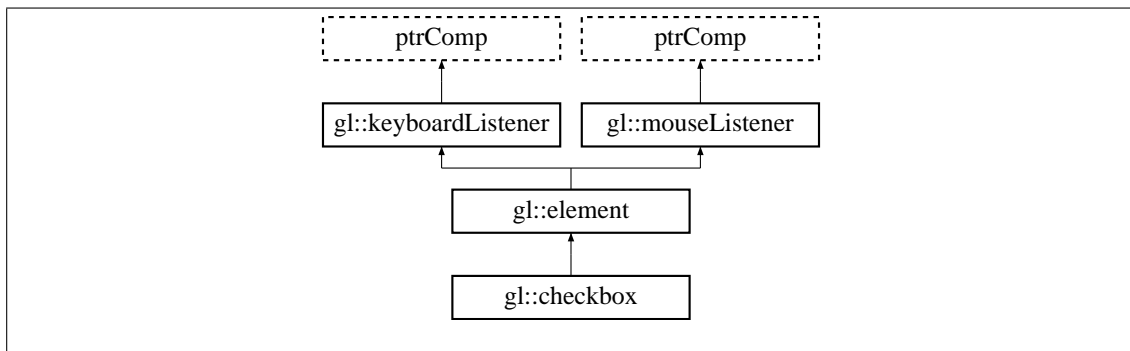 ptrComp ptrComp
gl::keyboardListener gl::mouseListener
gl::element
gl::checkbox